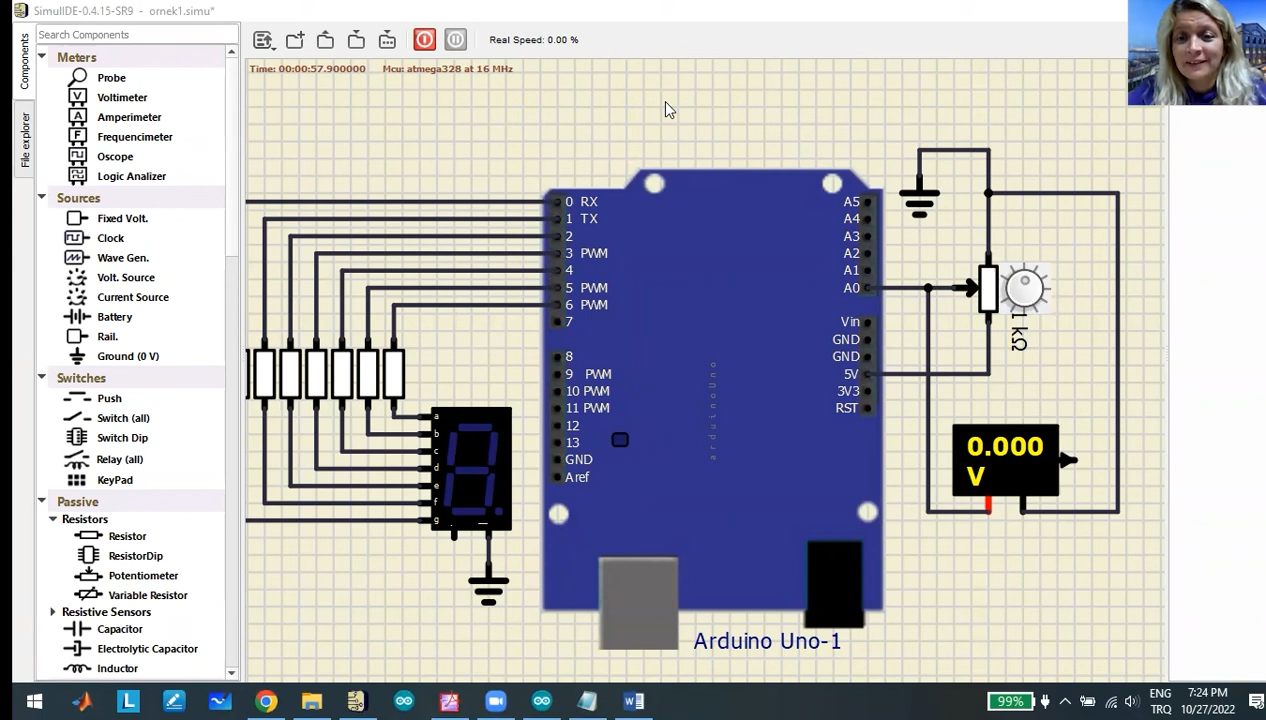 SimulIDE-0.4.15-SR9 - ornek1.simu*
Components
File explorer
Search Components
Meters
Probe
Voltimeter
Amperimeter
Frequencimeter
Oscope
Logic Analizer
Sources
Fixed Volt.
Clock
Wave Gen.
Volt. Source
Current Source
Battery
Rail.
Ground (0 V)
Switches
Push
Switch (all)
Switch Dip
Relay (all)
KeyPad
Passive
Resistors
Resistor
ResistorDip
Potentiometer
Variable Resistor
Resistive Sensors
Capacitor
Electrolytic Capacitor
Inductor
Real Speed: 0.00 %
Time: 00:00:57.900000 Mcu: atmega328 at 16 MHz
0 RX
1 TX
2
3 PWM
4
5 PWM
6 PWM
7
8
9 PWM
10 PWM
11 PWM
12
13
GND
Aref
arduinoUno
A5
A4
A3
A2
A1
A0
Vin
GND
GND
5V
3V3
RST
Arduino Uno-1
a
b
c
d
e
f
g
1 kΩ
0.000
V
99%
ENG
TRQ
7:24 PM
10/27/2022